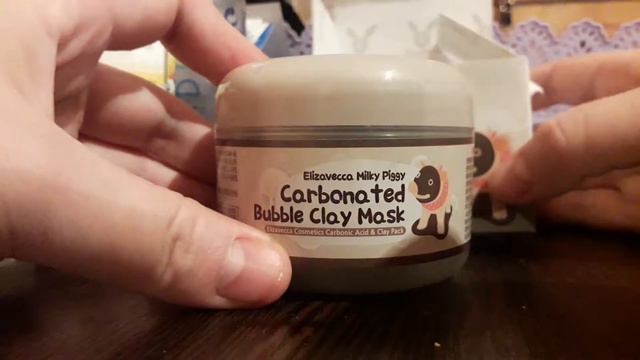 Elizavecca Milky Piggy
Carbonated
Bubble Clay Mask
Elizavecca Cosmetics Carbonic Acid & Clay Pack